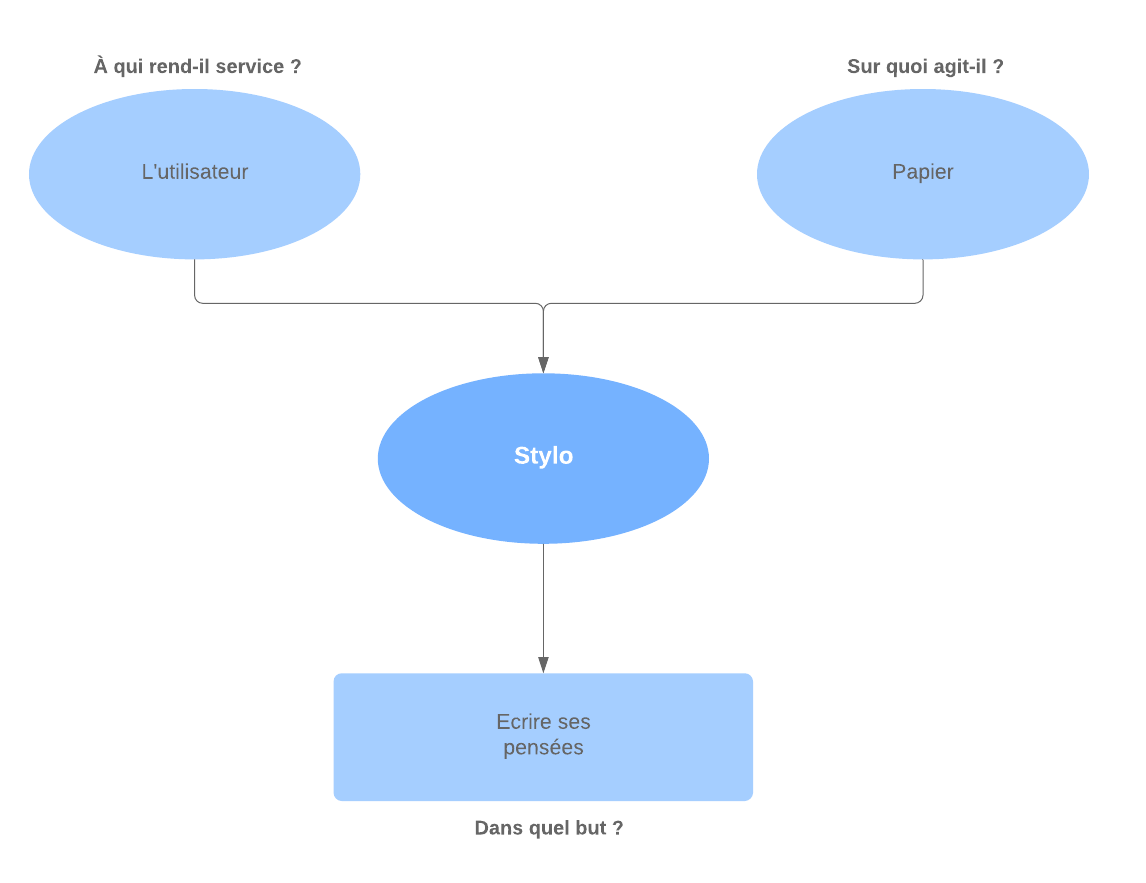 À qui rend-il service ?
Sur quoi agit-il ?
L'utilisateur
Papier
Stylo
Ecrire ses
pensées
Dans quel but ?